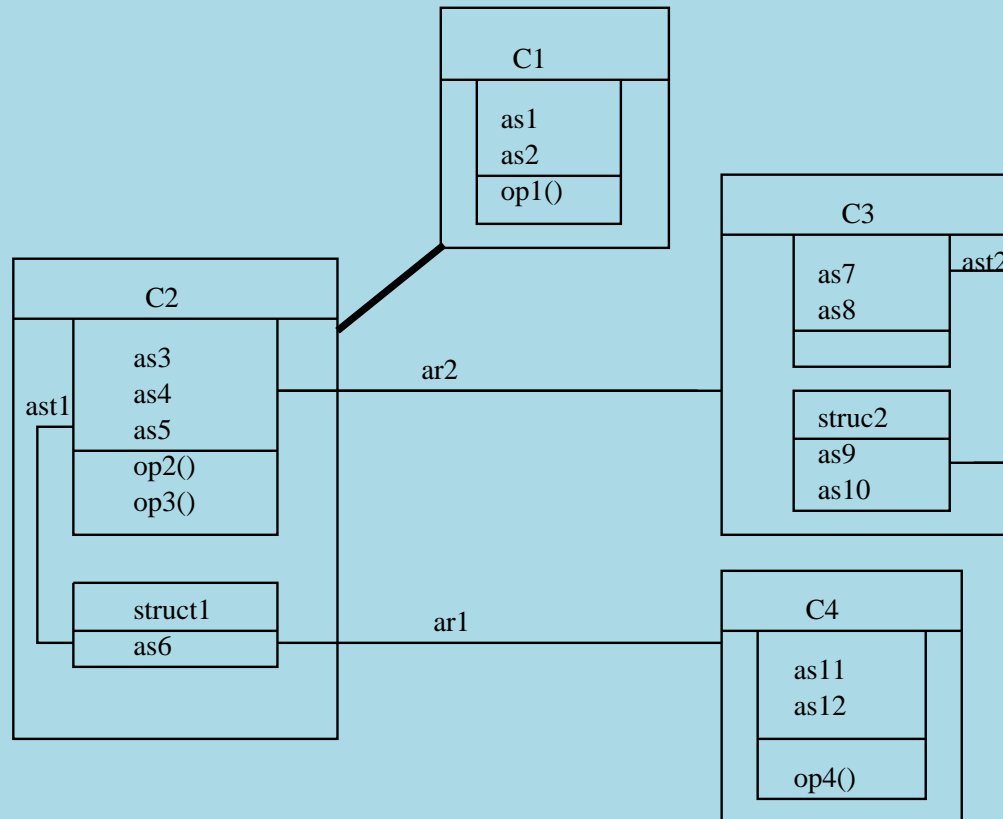 C1
as1
as2
op1()
C3
as7
ast2
as8
struc2
as9
as10
C2
as3
as4
as5
ast1
op2()
op3()
struct1
as6
ar2
ar1
C4
as11
as12
op4()